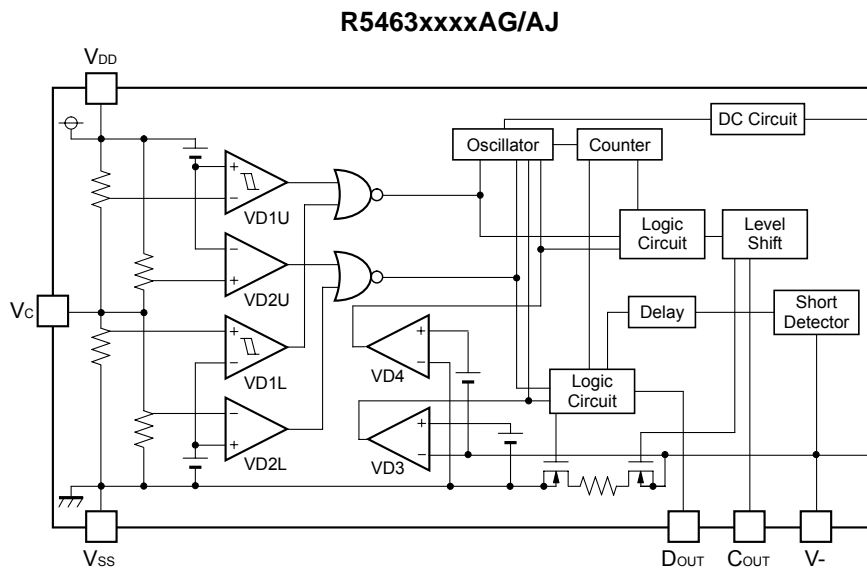 R5463xxxxAG/AJ
VDD
DC Circuit
Oscillator
Counter
+
-
VD1U
Logic Circuit
Level Shift
-
+
VD2U
VC
Delay
Short Detector
+
-
VD1L
+
-
VD4
Logic Circuit
-
+
VD2L
+
-
VD3
VSS
DOUT
COUT
V-